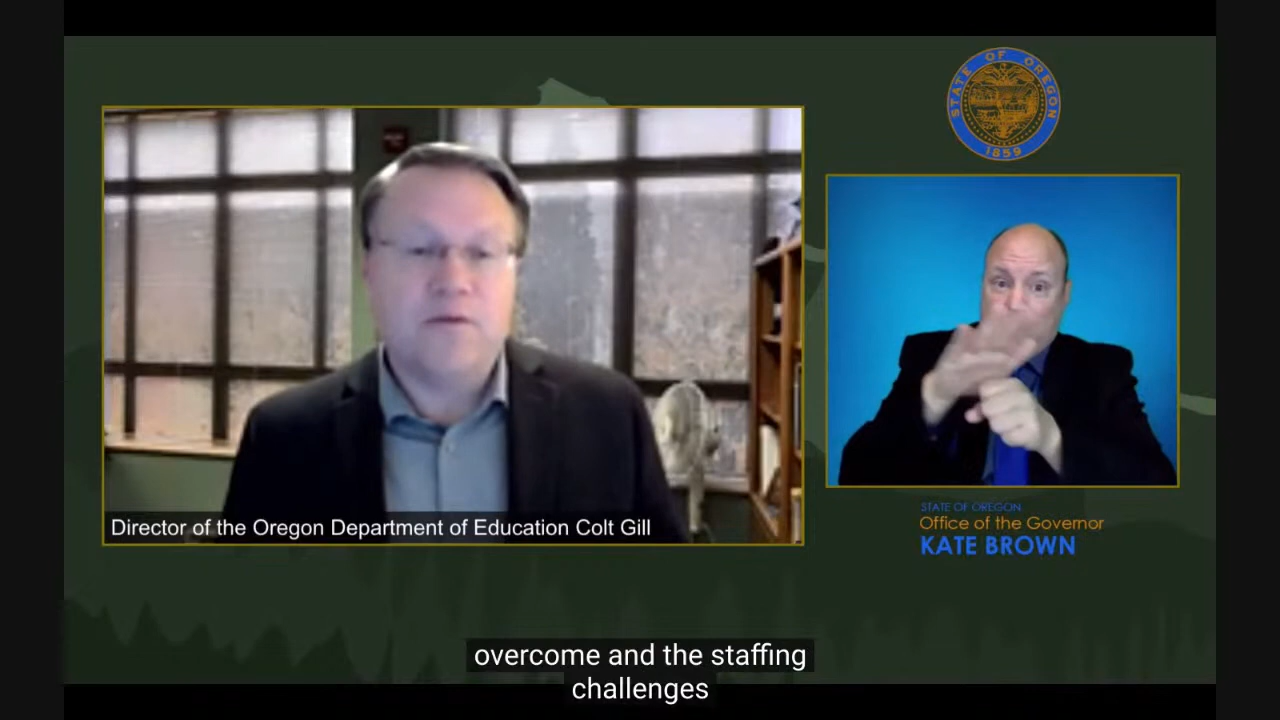 STATE OF OREGON
1859
Director of the Oregon Department of Education Colt Gill
STATE OF OREGON
Office of the Governor
KATE BROWN
overcome and the staffing
challenges